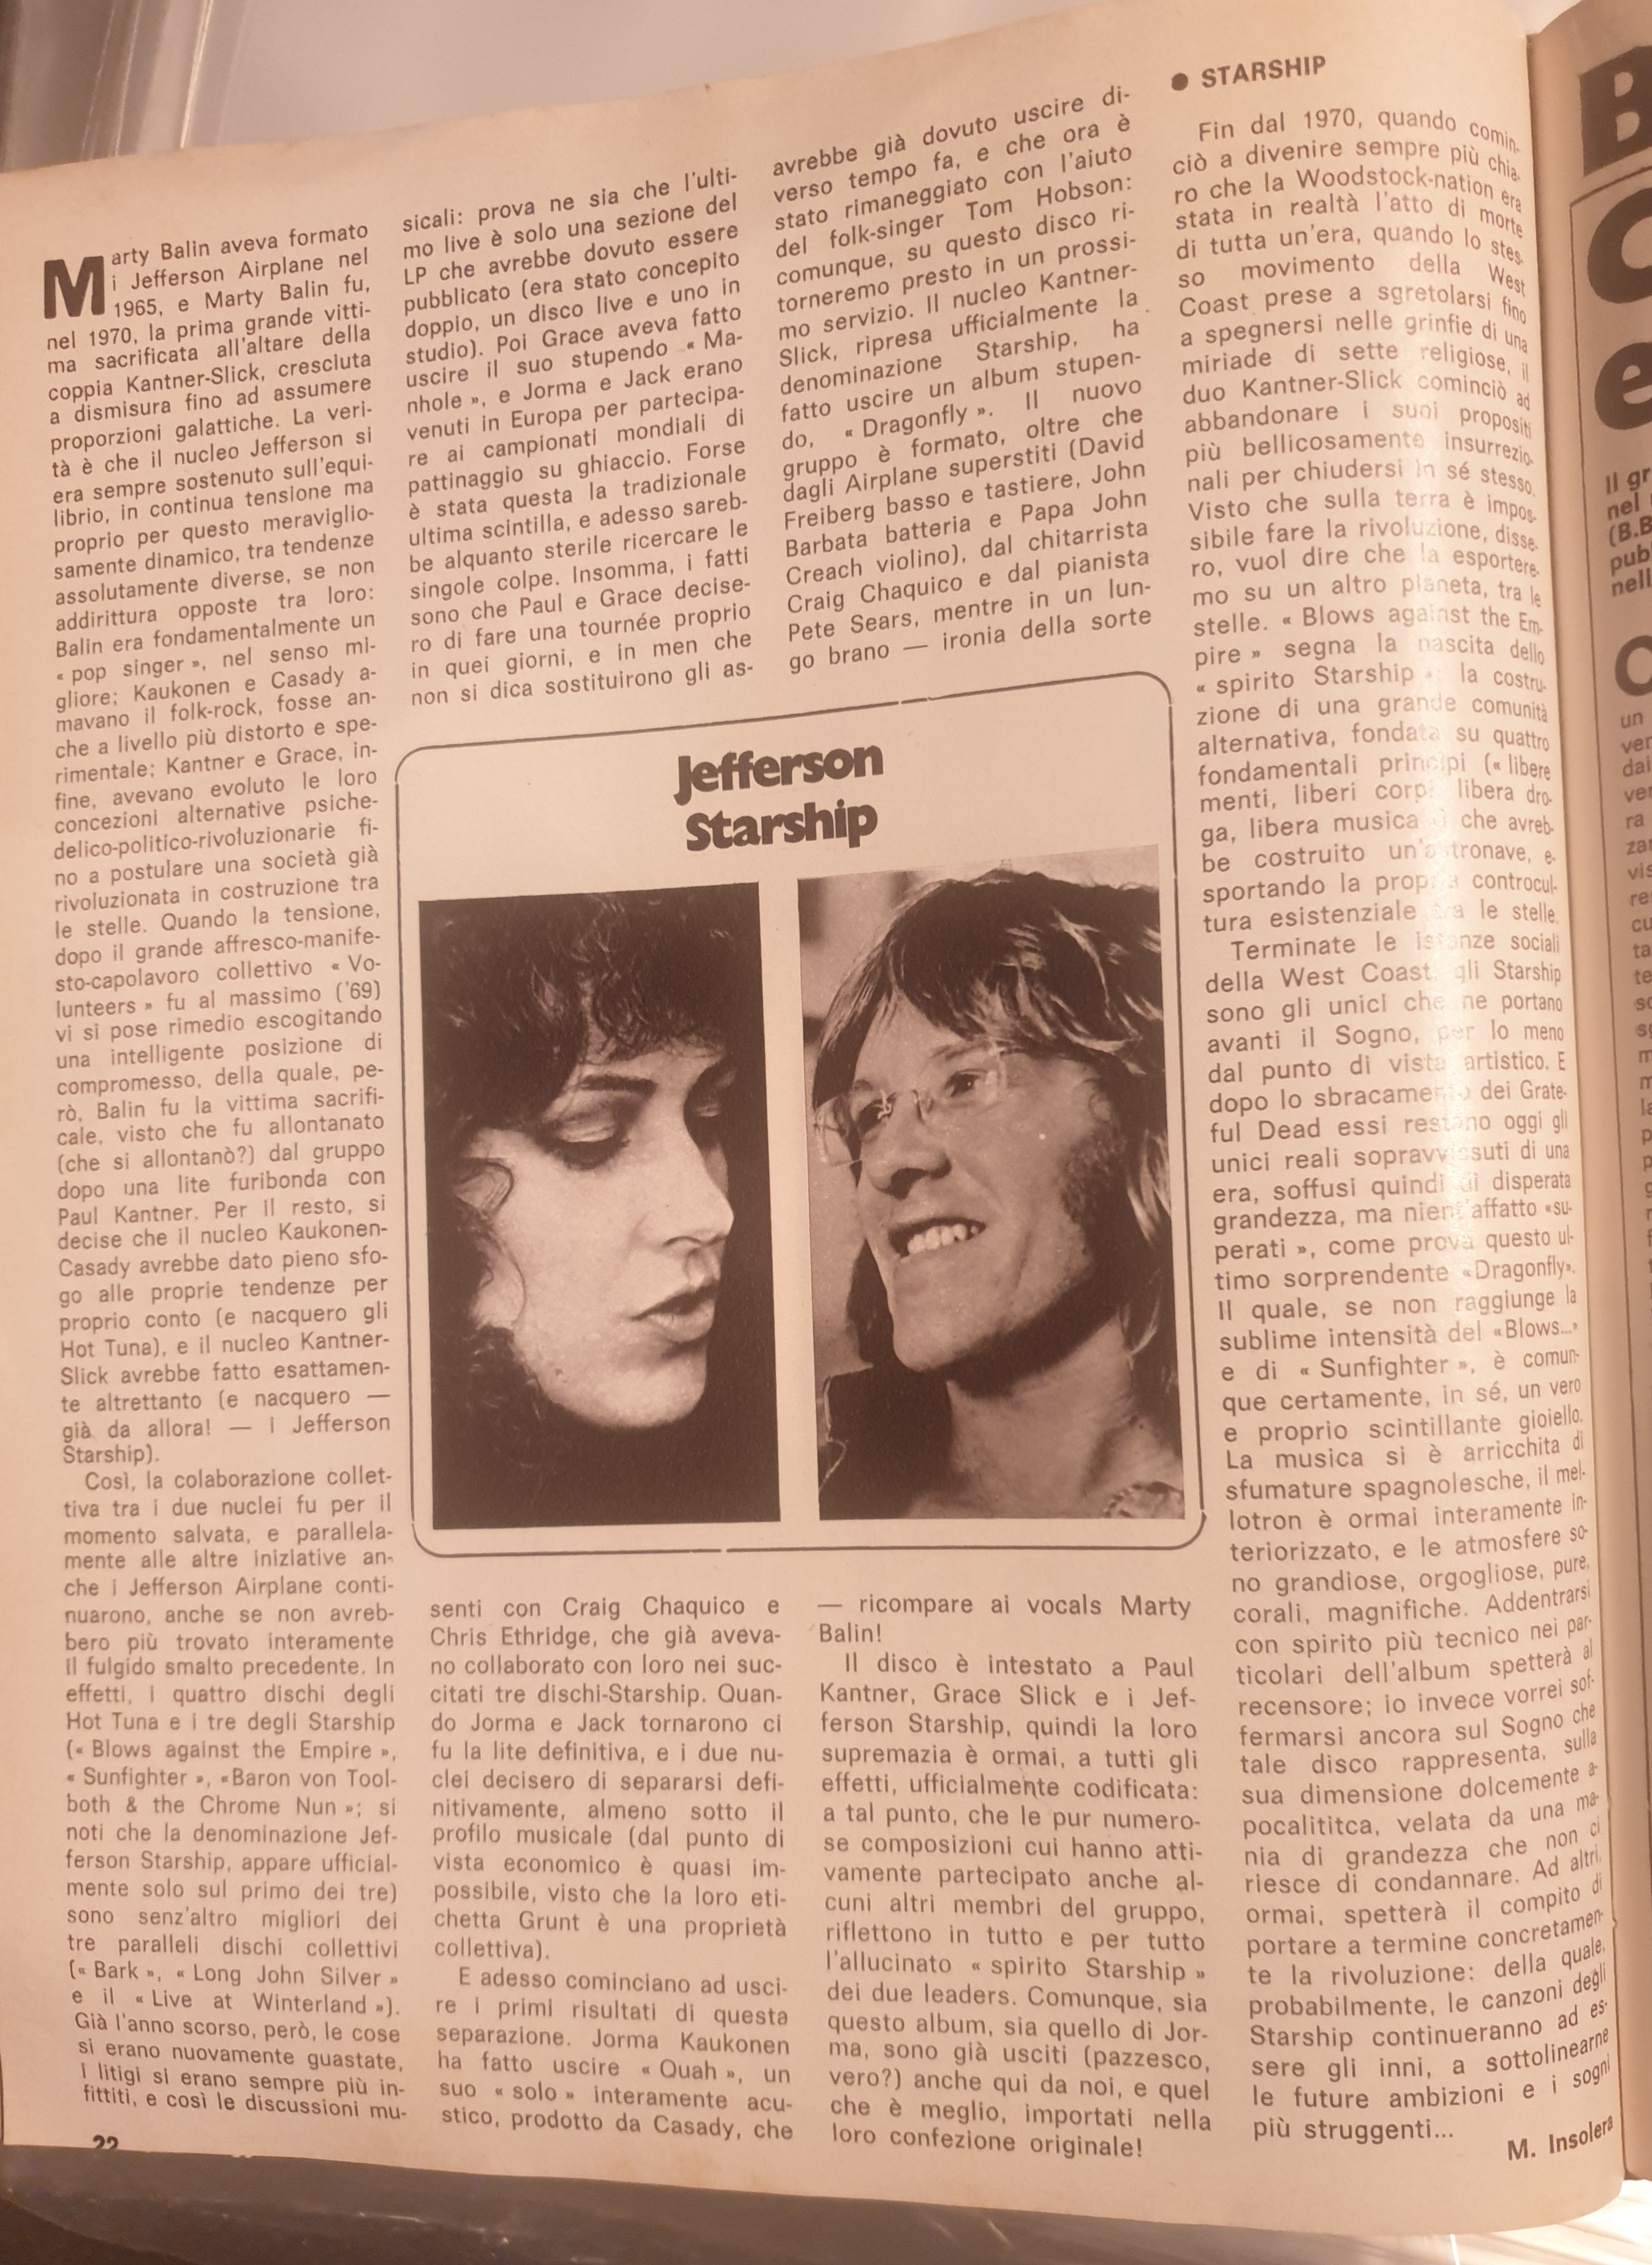 Marty Balin aveva formato
i Jefferson Airplane nel
1965, e Marty Balin fu,
nel 1970, la prima grande vitti-
ma sacrificata all'altare della
coppia Kantner-Slick, crescluta
a dismisura fino ad assumere
proporzioni galattiche. La veri-
tà è che il nucleo Jefferson si
era sempre sostenuto sull'equi-
librio, in continua tensione ma
proprio per questo meraviglio-
samente dinamico, tra tendenze
assolutamente diverse, se non
addirittura opposte tra loro:
Balin era fondamentalmente un
« pop singer », nel senso mi-
gliore; Kaukonen e Casady a-
mavano il folk-rock, fosse an-
che a livello più distorto e spe-
rimentale; Kantner e Grace, in-
fine, avevano evoluto le loro
concezioni alternative psiche-
delico-politico-rivoluzionarie fi-
no a postulare una società già
rivoluzionata in costruzione tra
le stelle. Quando la tensione,
dopo il grande affresco-manife-
sto-capolavoro collettivo « Vo-
lunteers » fu al massimo ('69)
vi si pose rimedio escogitando
una intelligente posizione di
compromesso, della quale, pe-
rò, Balin fu la vittima sacrifi-
cale, visto che fu allontanato
(che si allontanò?) dal gruppo
dopo una lite furibonda con
Paul Kantner. Per il resto, si
decise che il nucleo Kaukonen-
Casady avrebbe dato pieno sfo-
go alle proprie tendenze per
proprio conto (e nacquero gli
Hot Tuna), e il nucleo Kantner-
Slick avrebbe fatto esattamen-
te altrettanto (e nacquero —
già da allora! — i Jefferson
Starship).
Così, la colaborazione collet-
tiva tra i due nuclei fu per il
momento salvata, e parallela-
mente alle altre iniziative an-
che i Jefferson Airplane conti-
nuarono, anche se non avreb-
bero più trovato interamente
il fulgido smalto precedente. In
effetti, i quattro dischi degli
Hot Tuna e i tre degli Starship
(« Blows against the Empire »,
« Sunfighter », «Baron von Tool-
both & the Chrome Nun »; si
noti che la denominazione Jef-
ferson Starship, appare ufficial-
mente solo sul primo dei tre)
sono senz'altro migliori dei
tre paralleli dischi collettivi
(« Bark », « Long John Silver »
e il « Live at Winterland »).
Già l'anno scorso, però, le cose
si erano nuovamente guastate,
I litigi si erano sempre più in-
fittiti, e così le discussioni mu-
22
sicali: prova ne sia che l'ulti-
mo live è solo una sezione del
LP che avrebbe dovuto essere
pubblicato (era stato concepito
doppio, un disco live e uno in
studio). Poi Grace aveva fatto
uscire il suo stupendo « Ma-
nhole », e Jorma e Jack erano
venuti in Europa per partecipa-
re ai campionati mondiali di
pattinaggio su ghiaccio. Forse
è stata questa la tradizionale
ultima scintilla, e adesso sareb-
be alquanto sterile ricercare le
singole colpe. Insomma, i fatti
sono che Paul e Grace decise-
ro di fare una tournée proprio
in quei giorni, e in men che
non si dica sostituirono gli as-
senti con Craig Chaquico e
Chris Ethridge, che già aveva-
no collaborato con loro nei suc-
citati tre dischi-Starship. Quan-
do Jorma e Jack tornarono ci
fu la lite definitiva, e i due nu-
clei decisero di separarsi defi-
nitivamente, almeno sotto il
profilo musicale (dal punto di
vista economico è quasi im-
possibile, visto che la loro eti-
chetta Grunt è una proprietà
collettiva).
E adesso cominciano ad usci-
re i primi risultati di questa
separazione. Jorma Kaukonen
ha fatto uscire « Quah », un
suo « solo » interamente acu-
stico, prodotto da Casady, che
avrebbe già dovuto uscire di-
verso tempo fa, e che ora è
stato rimaneggiato con l'aiuto
del folk-singer Tom Hobson:
comunque, su questo disco ri-
torneremo presto in un prossi-
mo servizio. Il nucleo Kantner-
Slick, ripresa ufficialmente la
denominazione Starship, ha
fatto uscire un album stupen-
do, « Dragonfly ». Il nuovo
gruppo è formato, oltre che
dagli Airplane superstiti (David
Freiberg basso e tastiere, John
Barbata batteria e Papa John
Creach violino), dal chitarrista
Craig Chaquico e dal pianista
Pete Sears, mentre in un lun-
go brano — ironia della sorte
— ricompare ai vocals Marty
Balin!
Il disco è intestato a Paul
Kantner, Grace Slick e i Jef-
ferson Starship, quindi la loro
supremazia è ormai, a tutti gli
effetti, ufficialmente codificata:
a tal punto, che le pur numero-
se composizioni cui hanno atti-
vamente partecipato anche al-
cuni altri membri del gruppo,
riflettono in tutto e per tutto
l'allucinato « spirito Starship »
dei due leaders. Comunque, sia
questo album, sia quello di Jor-
ma, sono già usciti (pazzesco,
vero?) anche qui da noi, e quel
che è meglio, importati nella
loro confezione originale!
Jefferson
Starship
● STARSHIP
Fin dal 1970, quando comin-
ciò a divenire sempre più chia-
ro che la Woodstock-nation era
stata in realtà l'atto di morte
di tutta un'era, quando lo stes-
so movimento della West
Coast prese a sgretolarsi fino
a spegnersi nelle grinfie di una
miriade di sette religiose, il
duo Kantner-Slick cominciò ad
abbandonare i suoi propositi
più bellicosamente insurrezio-
nali per chiudersi in sé stesso.
Visto che sulla terra è impos-
sibile fare la rivoluzione, disse-
ro, vuol dire che la esportere-
mo su un altro pianeta, tra le
stelle. « Blows against the Em-
pire » segna la nascita dello
« spirito Starship »: la costru-
zione di una grande comunità
alternativa, fondata su quattro
fondamentali principi (« libere
menti, liberi corpi, libera dro-
ga, libera musica ») che avreb-
be costruito un'astronave, e-
sportando la propria controcul-
tura esistenziale tra le stelle.
Terminate le istanze sociali
della West Coast, gli Starship
sono gli unici che ne portano
avanti il Sogno, per lo meno
dal punto di vista artistico. E
dopo lo sbracamento dei Grate-
ful Dead essi restano oggi gli
unici reali sopravvissuti di una
era, soffusi quindi di disperata
grandezza, ma nient'affatto «su-
perati », come prova questo ul-
timo sorprendente «Dragonfly».
Il quale, se non raggiunge la
sublime intensità del «Blows...»
e di « Sunfighter », è comun-
que certamente, in sé, un vero
e proprio scintillante gioiello.
La musica si è arricchita di
sfumature spagnolesche, il mel-
lotron è ormai interamente in-
teriorizzato, e le atmosfere so-
no grandiose, orgogliose, pure,
corali, magnifiche. Addentrarsi
con spirito più tecnico nei par-
ticolari dell'album spetterà al
recensore; io invece vorrei sof-
fermarsi ancora sul Sogno che
tale disco rappresenta, sulla
sua dimensione dolcemente a-
pocalititca, velata da una ma-
nia di grandezza che non ci
riesce di condannare. Ad altri,
ormai, spetterà il compito di
portare a termine concretamen-
te la rivoluzione: della quale,
probabilmente, le canzoni degli
Starship continueranno ad es-
sere gli inni, a sottolinearne
le future ambizioni e i sogni
più struggenti...
M. Insolera
Il gr
nel
(B.B
pub
nell